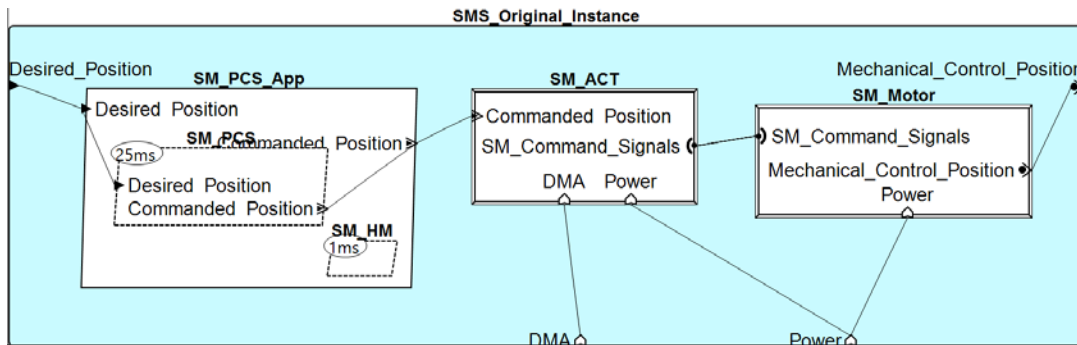 SMS_Original_Instance
Desired_Position
SM_PCS_App
SM_ACT
Mechanical_Control_Position
SM_Motor
Desired Position
Commanded Position
SM_PCS
25ms
Desired Position
Commanded Position
SM_HM
1ms
Commanded Position
SM_Command_Signals
DMA Power
SM_Command_Signals
Mechanical_Control_Position
Power
DMA
Power